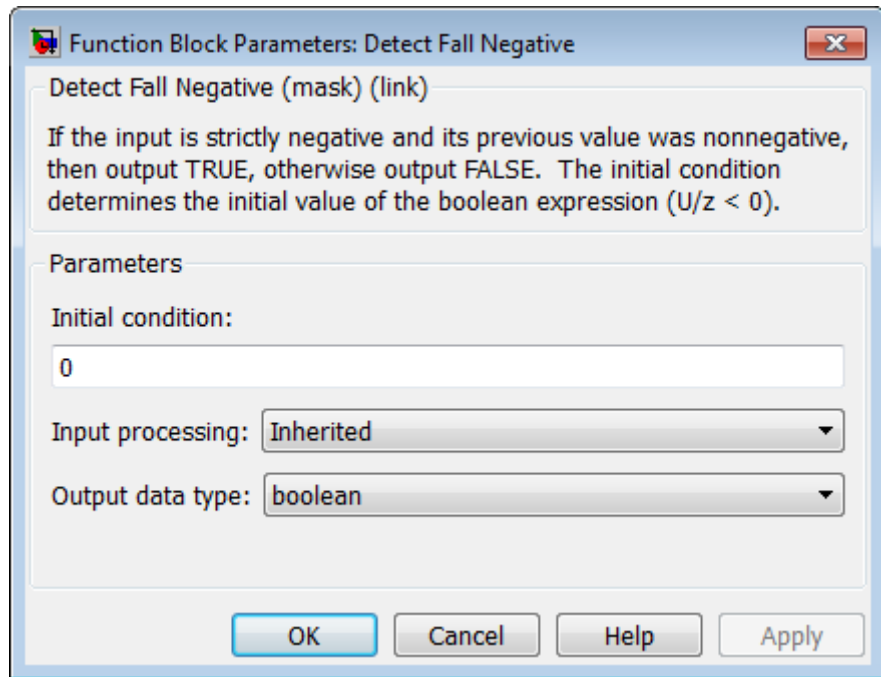 Function Block Parameters: Detect Fall Negative
Detect Fall Negative (mask) (link)
If the input is strictly negative and its previous value was nonnegative,
then output TRUE, otherwise output FALSE.  The initial condition
determines the initial value of the boolean expression (U/z < 0).
Parameters
Initial condition:
0
Input processing: Inherited
Output data type: boolean
OK Cancel Help Apply